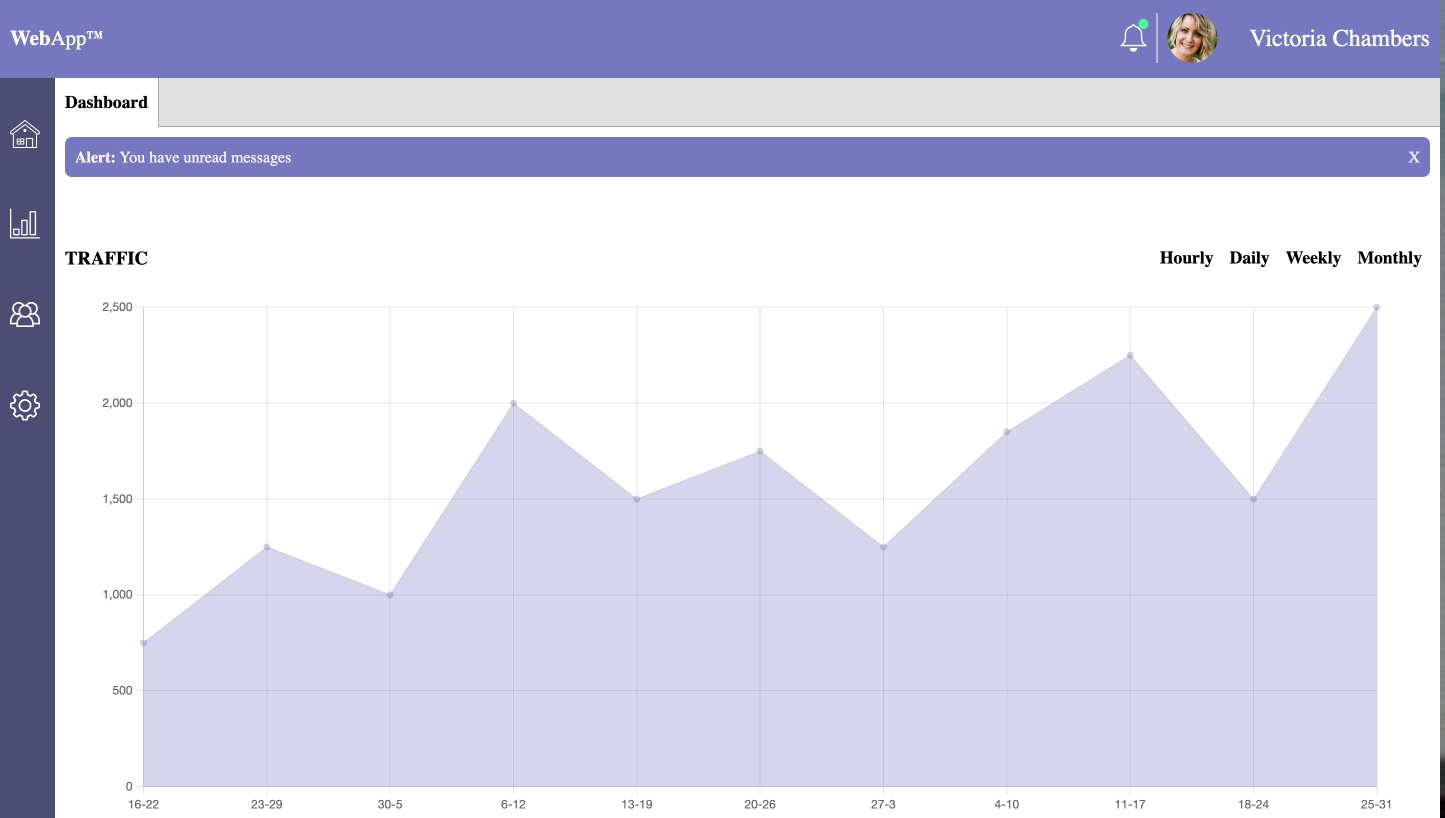 WebApp™
Victoria Chambers
Dashboard
Alert: You have unread messages X
TRAFFIC
Hourly Daily Weekly Monthly
2,500
2,000
1,500
1,000
500
0
16-22 23-29 30-5 6-12 13-19 20-26 27-3 4-10 11-17 18-24 25-31